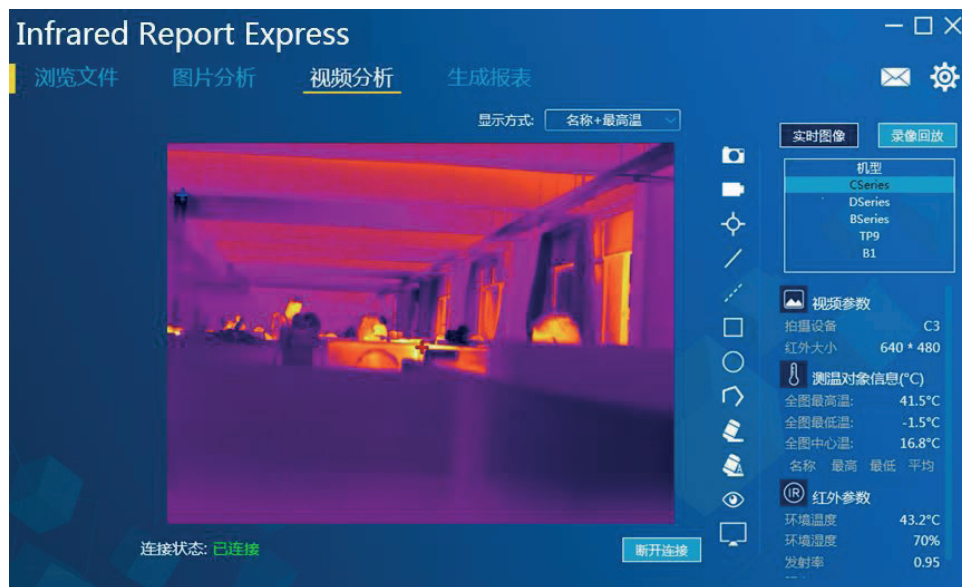 Infrared Report Express
浏览文件 图片分析 视频分析 生成报表
显示方式: 名称+最高温
实时图像 录像回放
机型
CSeries
DSeries
BSeries
TP9
B1
视频参数
拍摄设备 C3
红外大小 640 * 480
测温对象信息(°C)
全图最高温: 41.5°C
全图最低温: -1.5°C
全图中心温: 16.8°C
名称 最高 最低 平均
IR 红外参数
环境温度 43.2°C
环境湿度 70%
发射率 0.95
连接状态: 已连接
断开连接